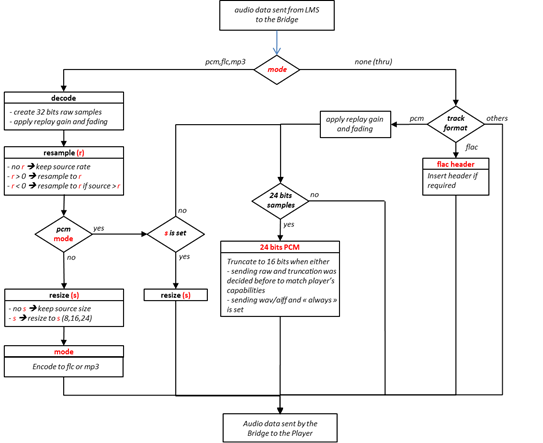 audio data sent from LMS
to the Bridge
pcm,flc,mp3
none (thru)
mode
decode
- create 32 bits raw samples
- apply replay gain and fading
apply replay gain
and fading
pcm
track
format
others
flac
resample (r)
- no r ➔ keep source rate
- r > 0 ➔ resample to r
- r < 0 ➔ resample to r if source > r
flac header
Insert header if
required
no
24 bits
samples
no
pcm
mode
yes
s is set
yes
no
yes
24 bits PCM
Truncate to 16 bits when either
- sending raw and truncation was
decided before to match player's
capabilities
- sending wav/aiff and « always »
is set
resize (s)
- no s ➔ keep source size
- s ➔ resize to s (8,16,24)
resize (s)
mode
Encode to flc or mp3
Audio data sent by the
Bridge to the Player